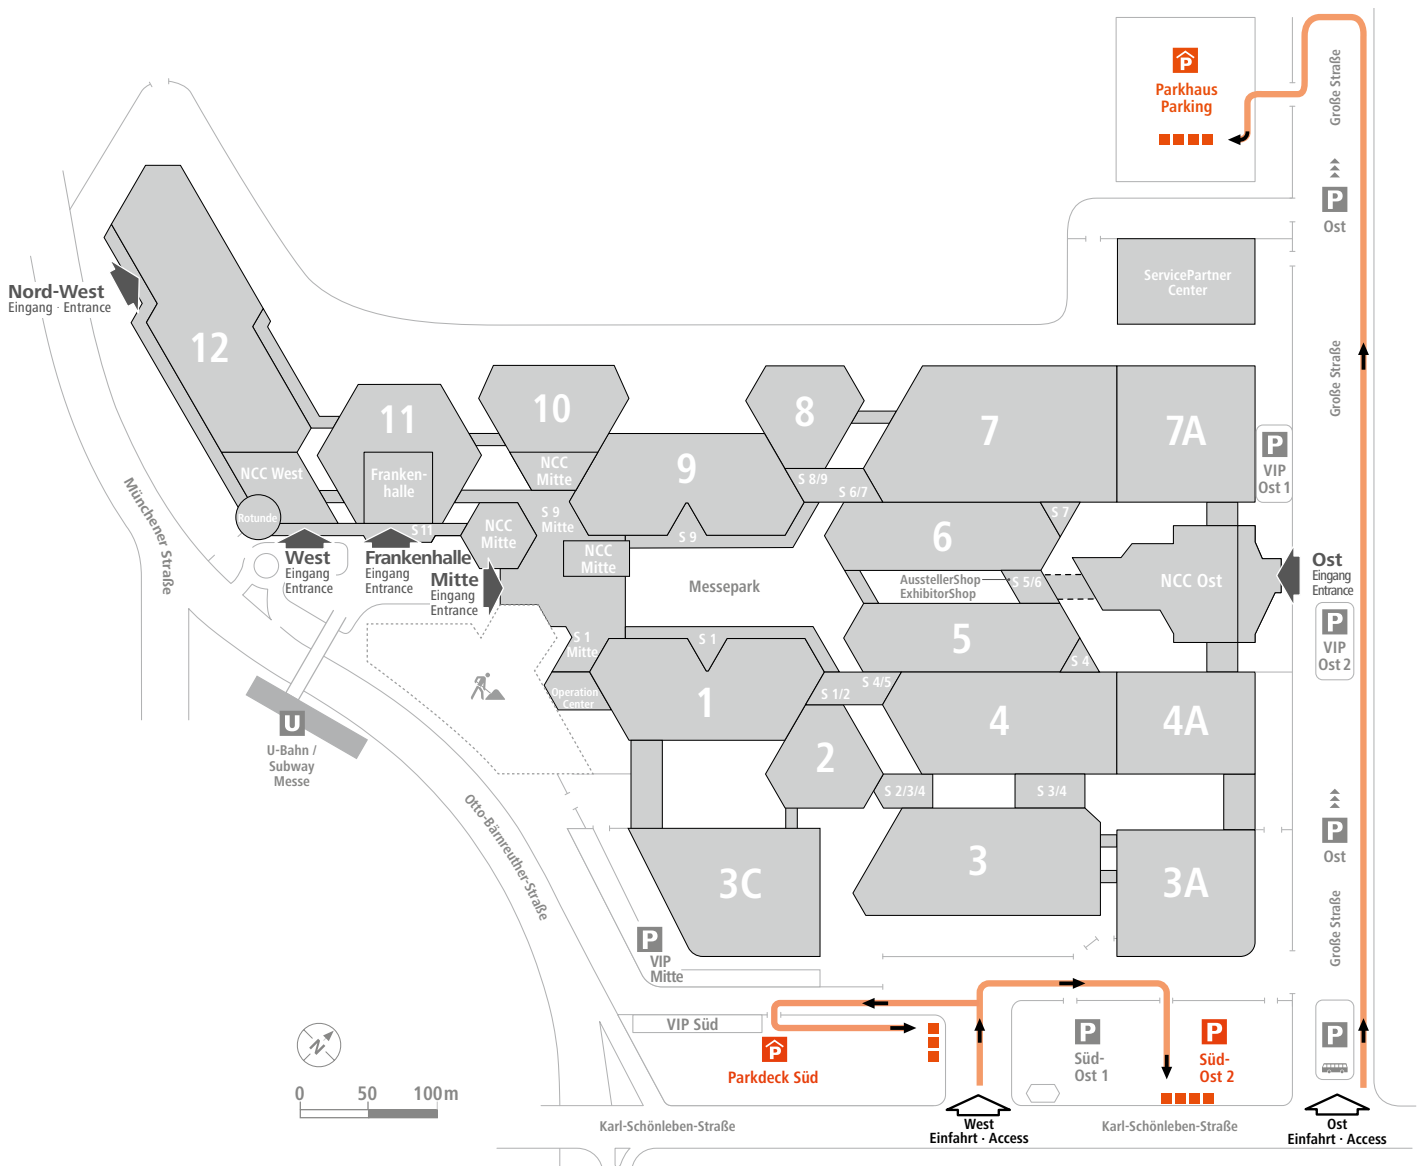 P
Parkhaus
Parking
Große Straße
P
Ost
ServicePartner
Center
Nord-West
Eingang · Entrance
12
11
10
8
7
7A
Große Straße
9
NCC West
Franken-
halle
NCC
Mitte
S 8/9
S 6/7
P
VIP
Ost 1
Rotunde
S 11
NCC
Mitte
S 9
Mitte
S 9
6
S 7
Münchener Straße
West
Eingang
Entrance
Frankenhalle
Eingang
Entrance
Mitte
Eingang
Entrance
NCC
Mitte
Messepark
AusstellerShop
ExhibitorShop
S 5/6
NCC Ost
Ost
Eingang
Entrance
P
VIP
Ost 2
S 1
Mitte
S 1
5
S 4
Operation
Center
1
S 1/2
S 4/5
4
4A
U
U-Bahn /
Subway
Messe
2
S 2/3/4
S 3/4
P
Ost
Otto-Bärnreuther-Straße
3C
3
3A
Große Straße
P
VIP
Mitte
VIP Süd
P
Parkdeck Süd
P
Süd-
Ost 1
P
Süd-
Ost 2
P
N
0 50 100 m
Karl-Schönleben-Straße
West
Einfahrt · Access
Karl-Schönleben-Straße
Ost
Einfahrt · Access